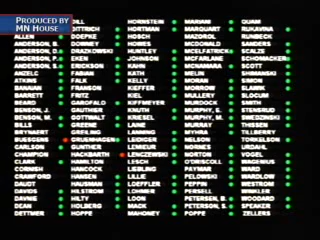 PRODUCED BY
MN HOUSE
ALLEN
ANDERSON, B.
ANDERSON, D.
ANDERSON, P.
ANDERSON, S.
ANZELC
ATKINS
BANAIAN
BARRETT
BEARD
BENSON, J.
BENSON, M.
BILLS
BRYNAERT
BUESGENS
CARLSON
CHAMPION
CLARK
CORNISH
CRAWFORD
DAUDT
DAVIDS
DAVNIE
DEAN
DETTMER
DILL
DITTRICH
DOEPKE
DOWNEY
DRAZKOWSKI
EKEN
ERICKSON
FABIAN
FALK
FRANSON
FRITZ
GAROFALO
GAUTHIER
GOTTWALT
GREENE
GREILING
GRUENHAGEN
GUNTHER
HACKBARTH
HAMILTON
HANCOCK
HANSEN
HAUSMAN
HILSTROM
HILTY
HOLBERG
HOPPE
HORNSTEIN
HORTMAN
HOSCH
HOWES
HUNTLEY
JOHNSON
KAHN
KATH
KELLY
KIEFFER
KIEL
KIFFMEYER
KNUTH
KRIESEL
LANE
LANNING
LEIDIGER
LEMIEUR
LENCZEWSKI
LESCH
LIEBLING
LILLIE
LOEFFLER
LOHMER
LOON
MACK
MAHONEY
MARIANI
MARQUART
MAZOROL
MCDONALD
MCELFATRICK
MCFARLANE
MCNAMARA
MELIN
MORAN
MORROW
MULLERY
MURDOCK
MURPHY, E.
MURPHY, M.
MURRAY
MYHRA
NELSON
NORNES
NORTON
O'DRISCOLL
PAYMAR
PELOWSKI
PEPPIN
PERSELL
PETERSEN, B.
PETERSON, S.
POPPE
QUAM
RUKAVINA
RUNBECK
SANDERS
SCALZE
SCHOMACKER
SCOTT
SHIMANSKI
SIMON
SLAWIK
SLOCUM
SMITH
STENSRUD
SWEDZINSKI
THISSEN
TILLBERRY
TORKELSON
URDAHL
VOGEL
WAGENIUS
WARD
WARDLOW
WESTROM
WINKLER
WOODARD
SPEAKER
ZELLERS